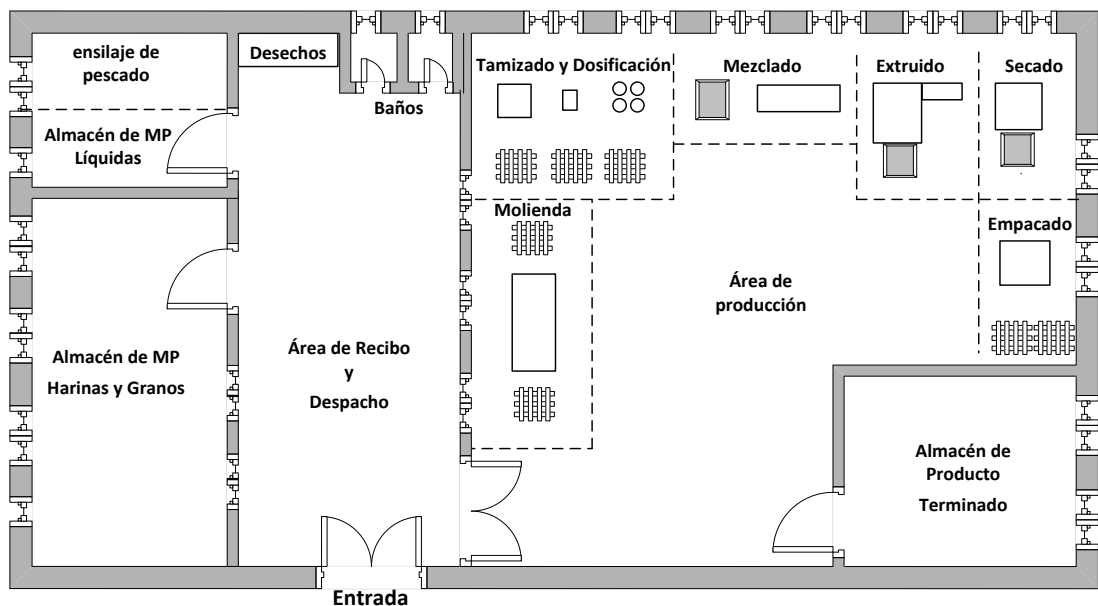 ensilaje de
pescado
Almacén de MP
Líquidas
Desechos
Baños
Tamizado y Dosificación
Mezclado
Extruido
Secado
Molienda
Empacado
Área de
producción
Almacén de MP
Harinas y Granos
Área de Recibo
y
Despacho
Almacén de
Producto
Terminado
Entrada